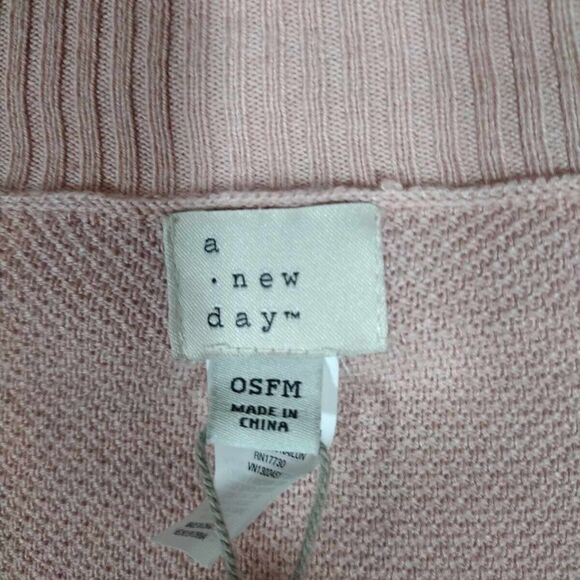 a
· new
day™
OSFM
MADE IN
CHINA
RN17730